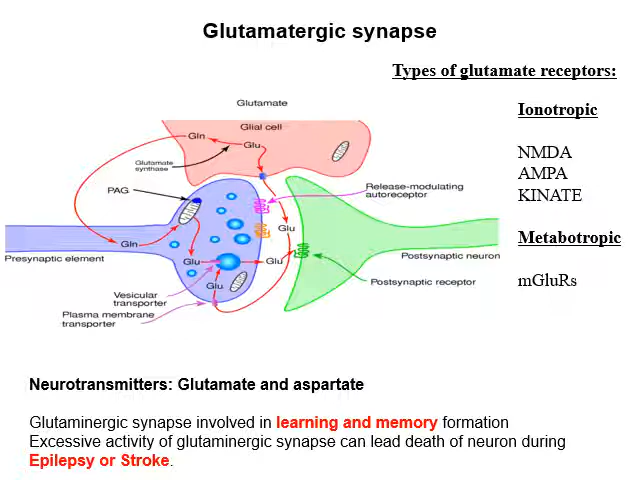 Glutamatergic synapse
Types of glutamate receptors:
Ionotropic
NMDA
AMPA
KINATE
Metabotropic
mGluRs
Glutamate
Glial cell
Gln
Glu
Glutamate
synthase
PAG
Release-modulating
autoreceptor
Glu
Gln
Presynaptic element
Glu
Glu
Postsynaptic neuron
Glu
Postsynaptic receptor
Vesicular
transporter
Plasma membrane
transporter
Neurotransmitters: Glutamate and aspartate
Glutaminergic synapse involved in learning and memory formation
Excessive activity of glutaminergic synapse can lead death of neuron during
Epilepsy or Stroke.